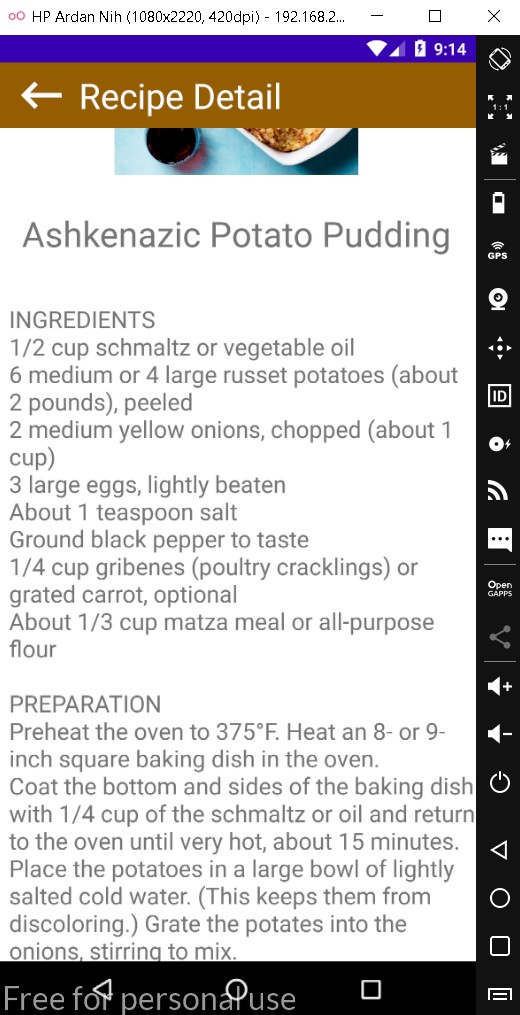 HP Ardan Nih (1080x2220, 420dpi) - 192.168.2...
9:14
Recipe Detail
1:1
GPS
Ashkenazic Potato Pudding
ID
INGREDIENTS
1/2 cup schmaltz or vegetable oil
6 medium or 4 large russet potatoes (about
2 pounds), peeled
2 medium yellow onions, chopped (about 1
cup)
3 large eggs, lightly beaten
About 1 teaspoon salt
Ground black pepper to taste
1/4 cup gribenes (poultry cracklings) or
grated carrot, optional
About 1/3 cup matza meal or all-purpose
flour
Open
GAPPS
PREPARATION
Preheat the oven to 375°F. Heat an 8- or 9-
inch square baking dish in the oven.
Coat the bottom and sides of the baking dish
with 1/4 cup of the schmaltz or oil and return
to the oven until very hot, about 15 minutes.
Place the potatoes in a large bowl of lightly
salted cold water. (This keeps them from
discoloring.) Grate the potates into the
onions, stirring to mix.
Free for personal use